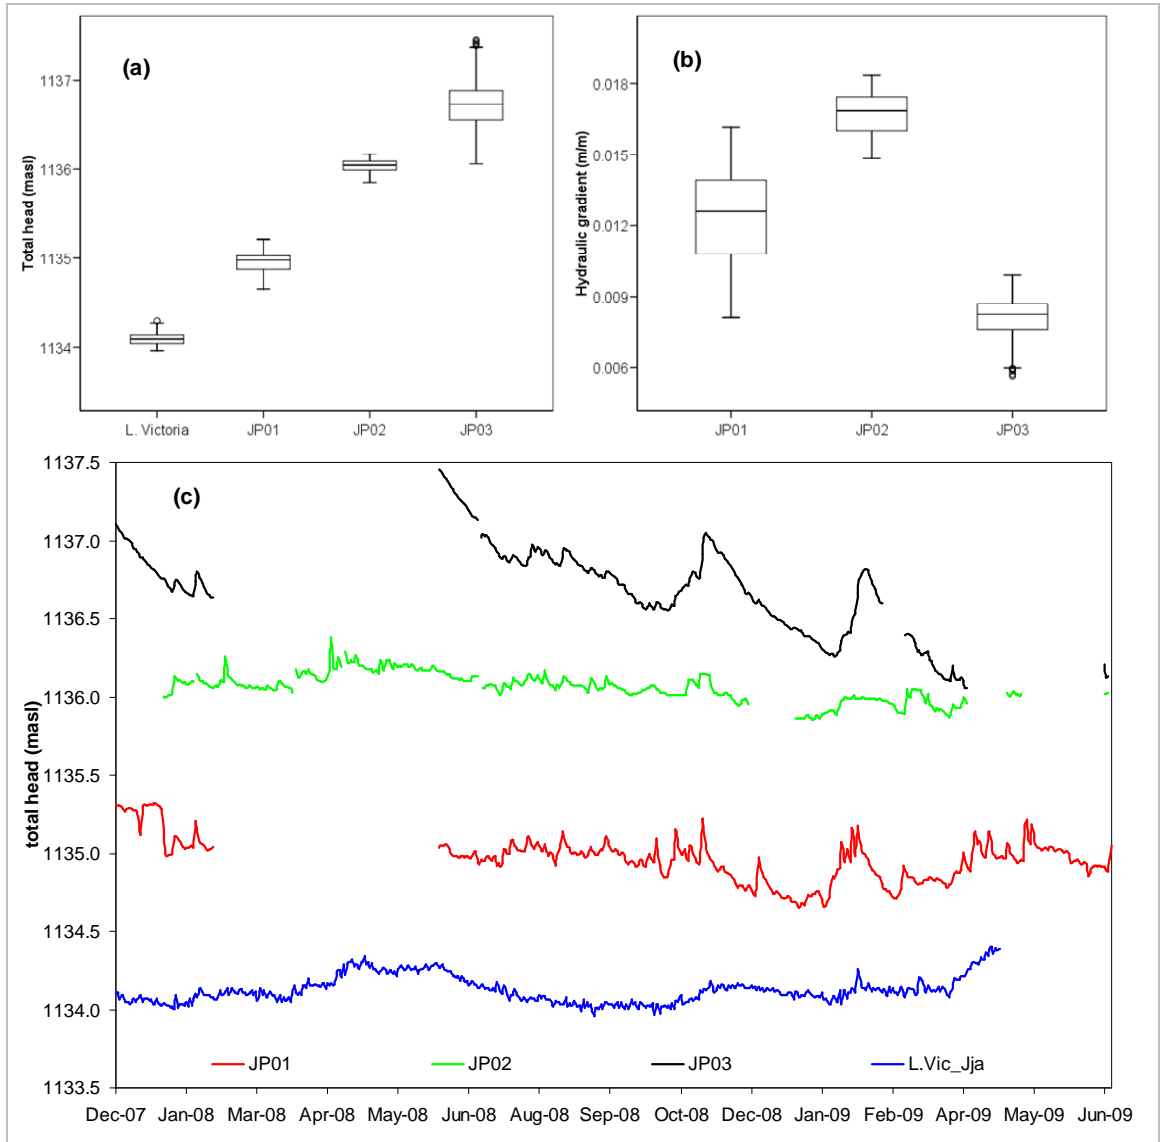 (a)
Total head (masl)
1137
1136
1135
1134
L. Victoria JP01 JP02 JP03
(b)
Hydraulic gradient (m/m)
0.018
0.015
0.012
0.009
0.006
JP01 JP02 JP03
(c)
total head (masl)
1137.5
1137.0
1136.5
1136.0
1135.5
1135.0
1134.5
1134.0
1133.5
JP01 JP02 JP03 L.Vic_Jja
Dec-07 Jan-08 Mar-08 Apr-08 May-08 Jun-08 Aug-08 Sep-08 Oct-08 Dec-08 Jan-09 Feb-09 Apr-09 May-09 Jun-09